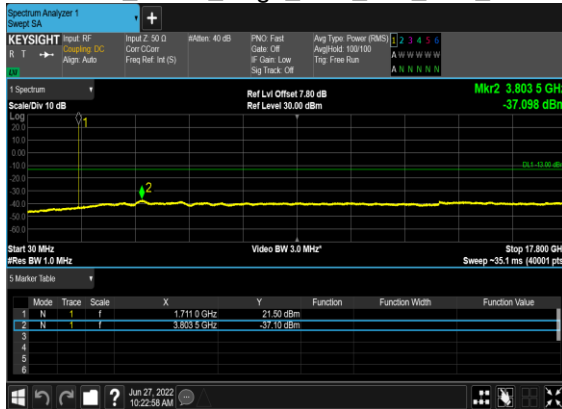 Spectrum Analyzer 1
Swept SA
+
KEYSIGHT Input: RF Input Z: 50 Ω #Atten: 40 dB PNO: Fast Avg Type: Power (RMS) 1 2 3 4 5 6
R T Coupling: DC Corr CCorr Gate: Off Avg|Hold: 100/100 A W W W W W
Align: Auto Freq Ref: Int (S) IF Gain: Low Trig: Free Run
Sig Track: Off A N N N N N
LXI
1 Spectrum Ref Lvl Offset 7.80 dB Mkr2 3.803 5 GHz
Scale/Div 10 dB Ref Level 30.00 dBm -37.098 dBm
Log
20.0
10.0
0.00
-10.0
-20.0
-30.0
-40.0
-50.0
-60.0
1
2
DL1 -13.00 dBm
Start 30 MHz Video BW 3.0 MHz* Stop 17.800 GHz
#Res BW 1.0 MHz Sweep ~35.1 ms (40001 pts)
5 Marker Table
Mode Trace Scale X Y Function Function Width Function Value
1 N 1 f 1.711 0 GHz 21.50 dBm
2 N 1 f 3.803 5 GHz -37.10 dBm
3
4
5
6
? Jun 27, 2022
10:22:58 AM